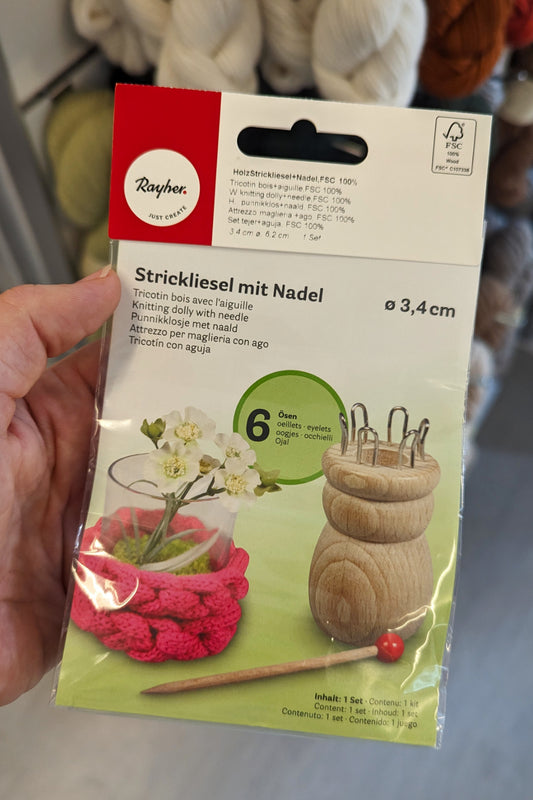 Rayher.
JUST CREATE
HolzStrickliesel+Nadel,FSC 100%
Tricotin bois+aiguille,FSC 100%
W knitting dolly+needle,FSC 100%
H. punnikklos+naald, FSC 100%
Attrezzo maglieria +ago. FSC 100%
Set tejer+aguja, FSC 100%
3.4 cm ø. 6.2 cm 1 Set
FSC
100%
Wood
Strickliesel mit Nadel
Tricotin bois avec l'aiguille
Knitting dolly with needle
Punnikklosje met naald
Attrezzo per maglieria con ago
Tricotín con aguja
ø 3,4 cm
6 Ösen
oeillets · eyelets
oogjes · occhielli
Ojal
Inhalt: 1 Set · Contenu: 1 kit
Content: 1 set · Inhoud: 1 set
Contenuto: 1 set · Contenido: 1 juego